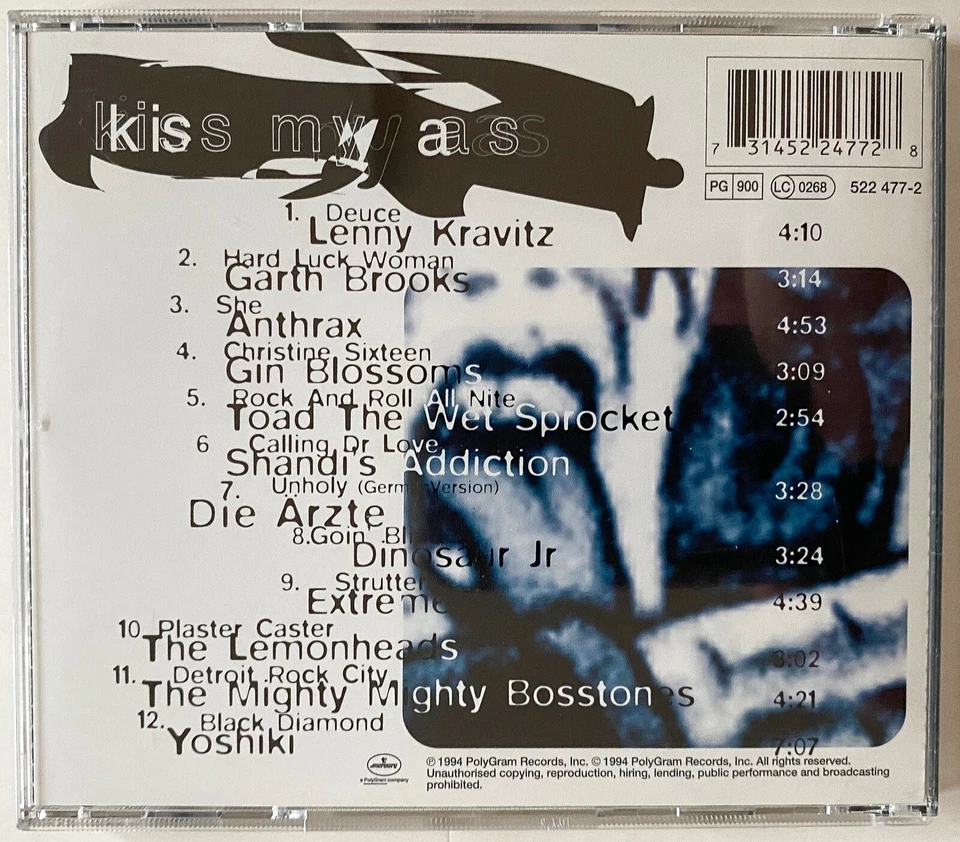 kiss my ass
7 31452 24772 8
PG 900 LC 0268 522 477-2
1. Deuce
Lenny Kravitz 4:10
2. Hard Luck Woman
Garth Brooks 3:14
3. She
Anthrax 4:53
4. Christine Sixteen
Gin Blossoms 3:09
5. Rock And Roll All Nite
Toad The Wet Sprocket 2:54
6 Calling Dr Love
Shandi's Addiction
7. Unholy (German Version) 3:28
Die Ärzte
8. Goin' Bl
Dinosaur Jr 3:24
9. Strutter
Extreme 4:39
10 Plaster Caster
The Lemonheads 3:02
11. Detroit Rock City
The Mighty Mighty Bosstones 4:21
12. Black Diamond
Yoshiki 7:07
mercury
a PolyGram company
℗ 1994 PolyGram Records, Inc. © 1994 PolyGram Records, Inc. All rights reserved.
Unauthorised copying, reproduction, hiring, lending, public performance and broadcasting
prohibited.